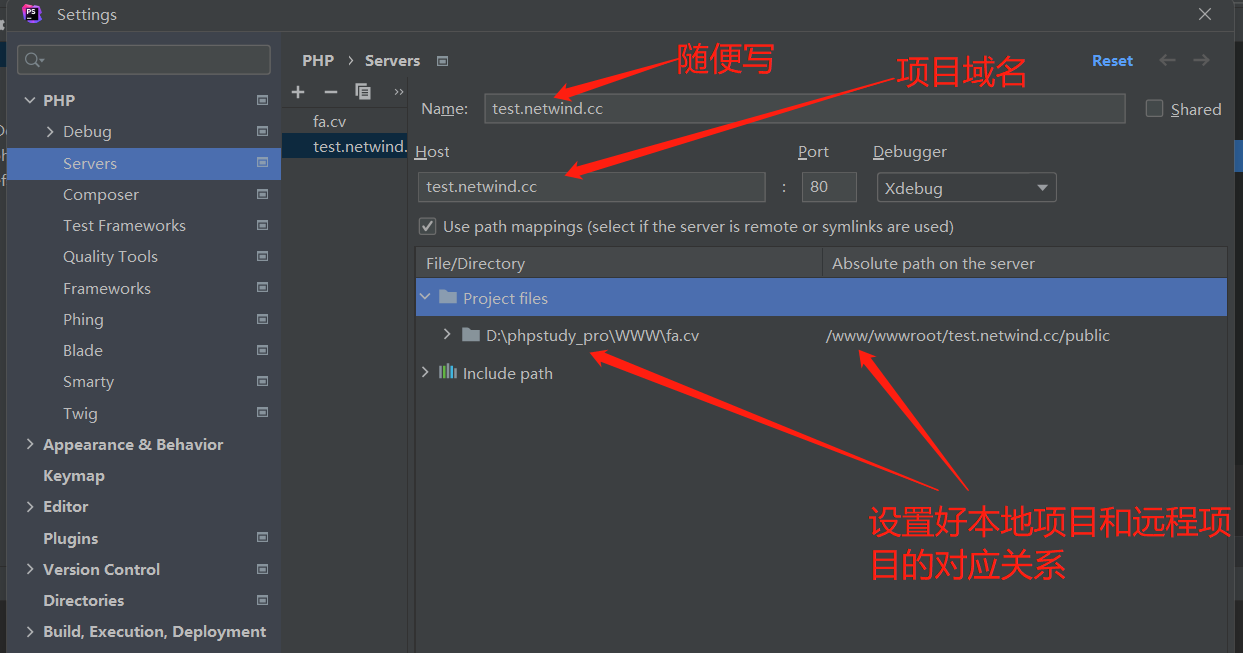 PS
Settings
PHP › Servers
Reset
随便写
项目域名
PHP
Debug
Servers
Composer
Test Frameworks
Quality Tools
Frameworks
Phing
Blade
Smarty
Twig
Appearance & Behavior
Keymap
Editor
Plugins
Version Control
Directories
Build, Execution, Deployment
fa.cv
test.netwind.
Name: test.netwind.cc
Shared
Host
Port
Debugger
test.netwind.cc : 80 Xdebug
Use path mappings (select if the server is remote or symlinks are used)
File/Directory
Absolute path on the server
Project files
D:\phpstudy_pro\WWW\fa.cv
/www/wwwroot/test.netwind.cc/public
Include path
设置好本地项目和远程项
目的对应关系